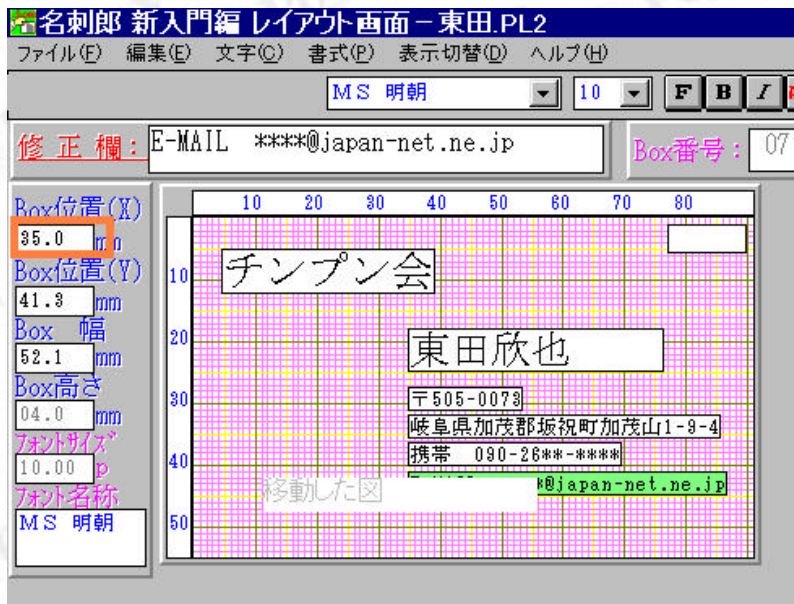 名刺郎 新入門編 レイアウト画面－東田.PL2
ファイル(F) 編集(E) 文字(C) 書式(P) 表示切替(D) ヘルプ(H)
ＭＳ 明朝 10 F B I
修正欄： E-MAIL ****@japan-net.ne.jp Box番号： 07
Box位置(X)
35.0 mm
Box位置(Y)
41.3 mm
Box 幅
52.1 mm
Box高さ
04.0 mm
フォントサイズ
10.00 p
フォント名称
ＭＳ 明朝
10 20 30 40 50 60 70 80
10
20
30
40
50
チンプン会
東田欣也
〒505-0073
岐阜県加茂郡坂祝町加茂山1-9-4
携帯 090-26**-****
*@japan-net.ne.jp
移動した図